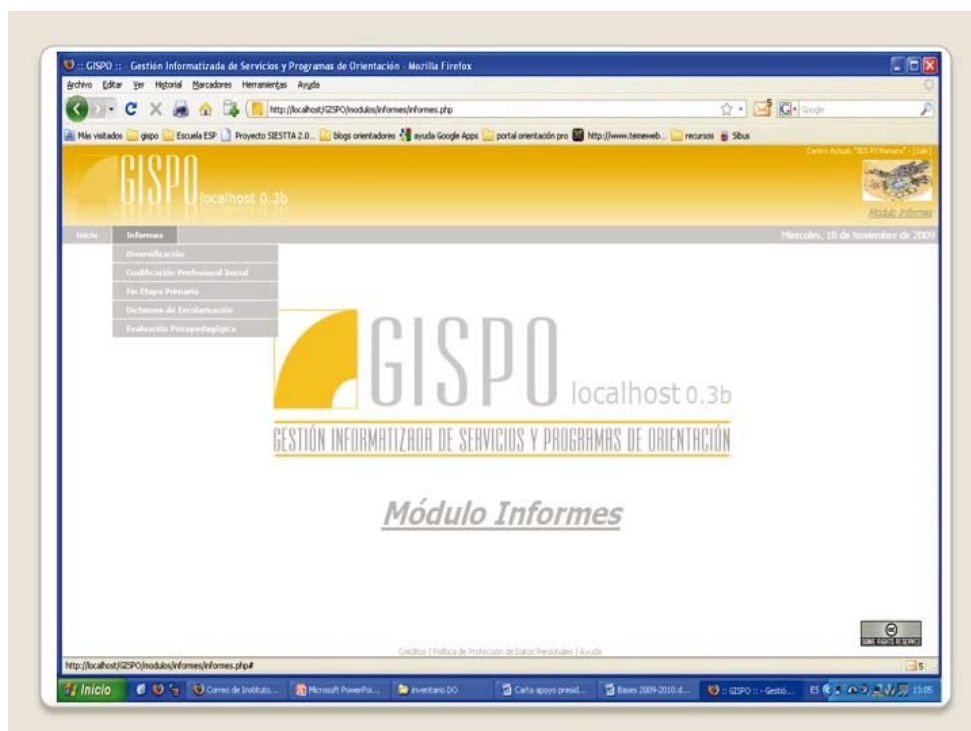 :: GISPO :: - Gestión Informatizada de Servicios y Programas de Orientación - Mozilla Firefox
Archivo Editar Ver Historial Marcadores Herramientas Ayuda
http://localhost/GISPO/modulos/informes/informes.php
Google
Más visitados gispo Escuela ESP Proyecto SIESTTA 2.0... blogs orientadores ayuda Google Apps portal orientación pro http://www.temeweb... recursos Sbus
GISPO localhost 0.3b
Módulo Informes
Inicio Informes Miercoles, 18 de Noviembre de 2009
Diversificación
Cualificación Profesional Inicial
Fin Etapa Primaria
Dictamen de Escolarización
Evaluación Psicopedagógica
GISPO localhost 0.3b
GESTIÓN INFORMATIZADA DE SERVICIOS Y PROGRAMAS DE ORIENTACIÓN
Módulo Informes
SOME RIGHTS RESERVED
Créditos | Política de Protección de Datos Personales | Ayuda
http://localhost/GISPO/modulos/informes/informes.php#
Inicio Correo de Instituto... Microsoft PowerPoi... inventario DO Carta apoyo presid... Bases 2009-2010.d... :: GISPO :: - Gestió... ES 13:05